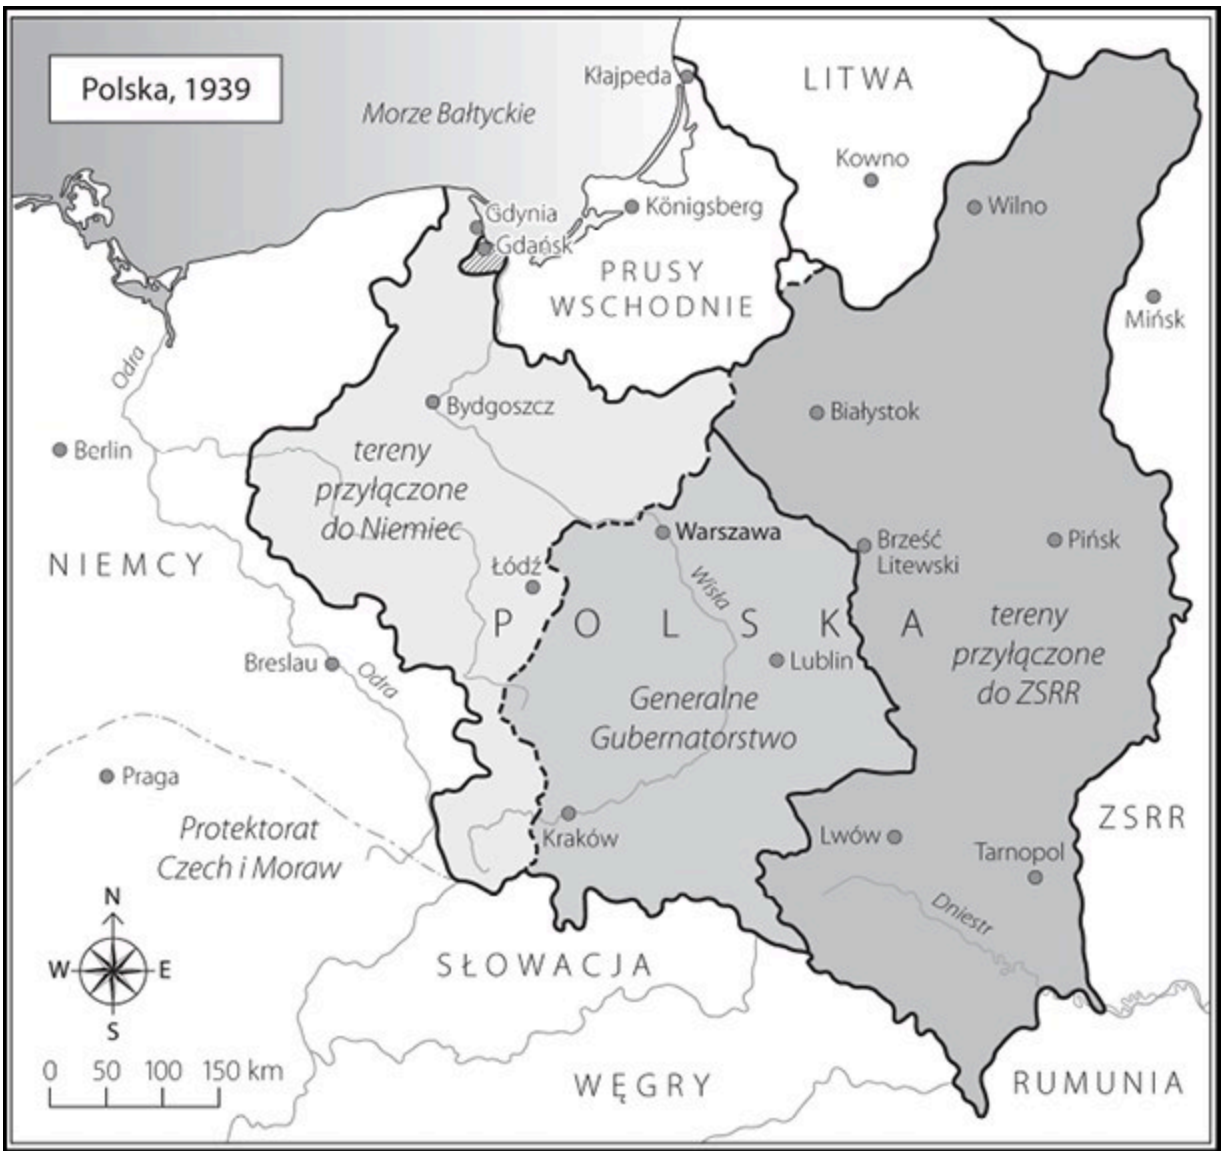 Polska, 1939
Morze Bałtyckie
Kłajpeda
LITWA
Kowno
Wilno
Gdynia
Gdańsk
Königsberg
PRUSY
WSCHODNIE
Mińsk
Odra
Berlin
Bydgoszcz
Białystok
tereny
przyłączone
do Niemiec
NIEMCY
Warszawa
Brześć
Litewski
Pińsk
Łódź
Wisła
POLSKA
tereny
przyłączone
do ZSRR
Breslau
Odra
Lublin
Generalne
Gubernatorstwo
Praga
Protektorat
Czech i Moraw
Kraków
Lwów
Tarnopol
ZSRR
Dniestr
N
W E
S
SŁOWACJA
0 50 100 150 km
WĘGRY
RUMUNIA